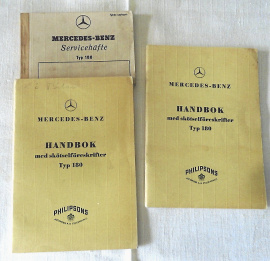 MERCEDES-BENZ
Servicehäfte
Typ 180
MERCEDES-BENZ
HANDBOK
med skötselföreskrifter
Typ 180
PHILIPSONS
MERCEDES-BENZ
HANDBOK
med skötselföreskrifter
Typ 180
PHILIPSONS